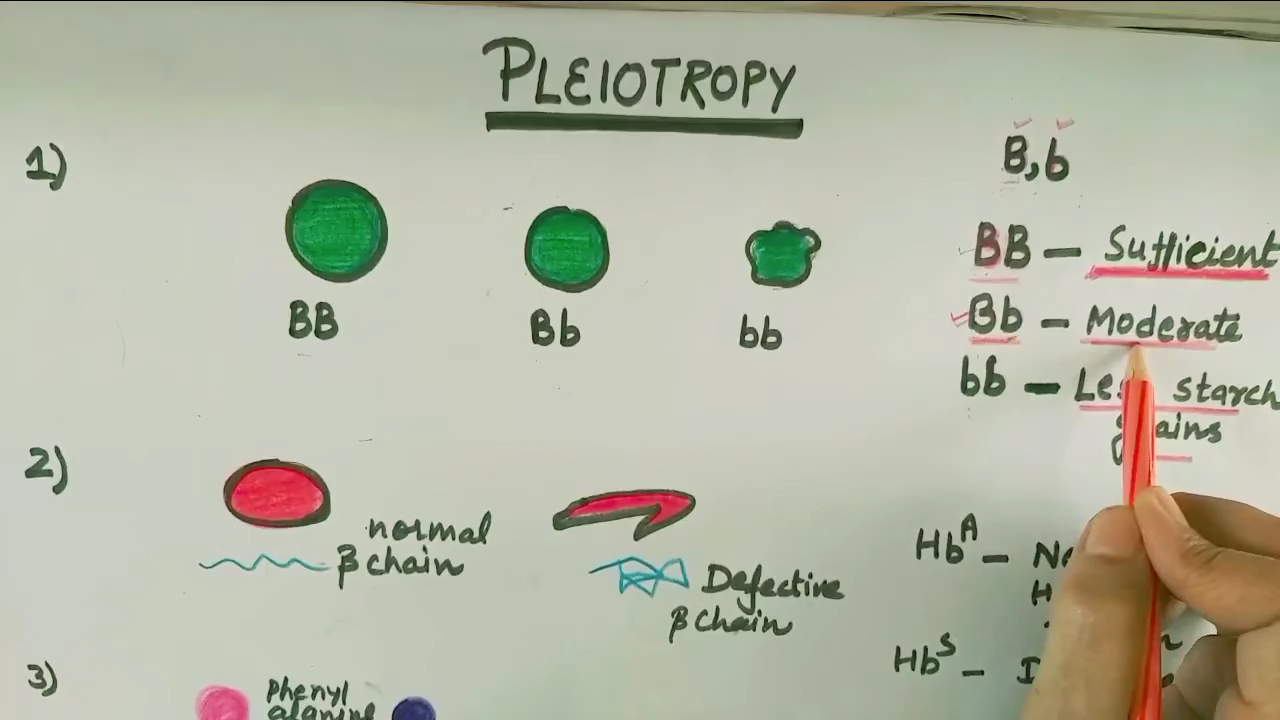 PLEIOTROPY
1)
BB
Bb
bb
B, b
BB – Sufficient
Bb – Moderate
bb – starch
2)
normal
β chain
Defective
β chain
Hb^A –
Hb^S –
3)
phenyl
alanine